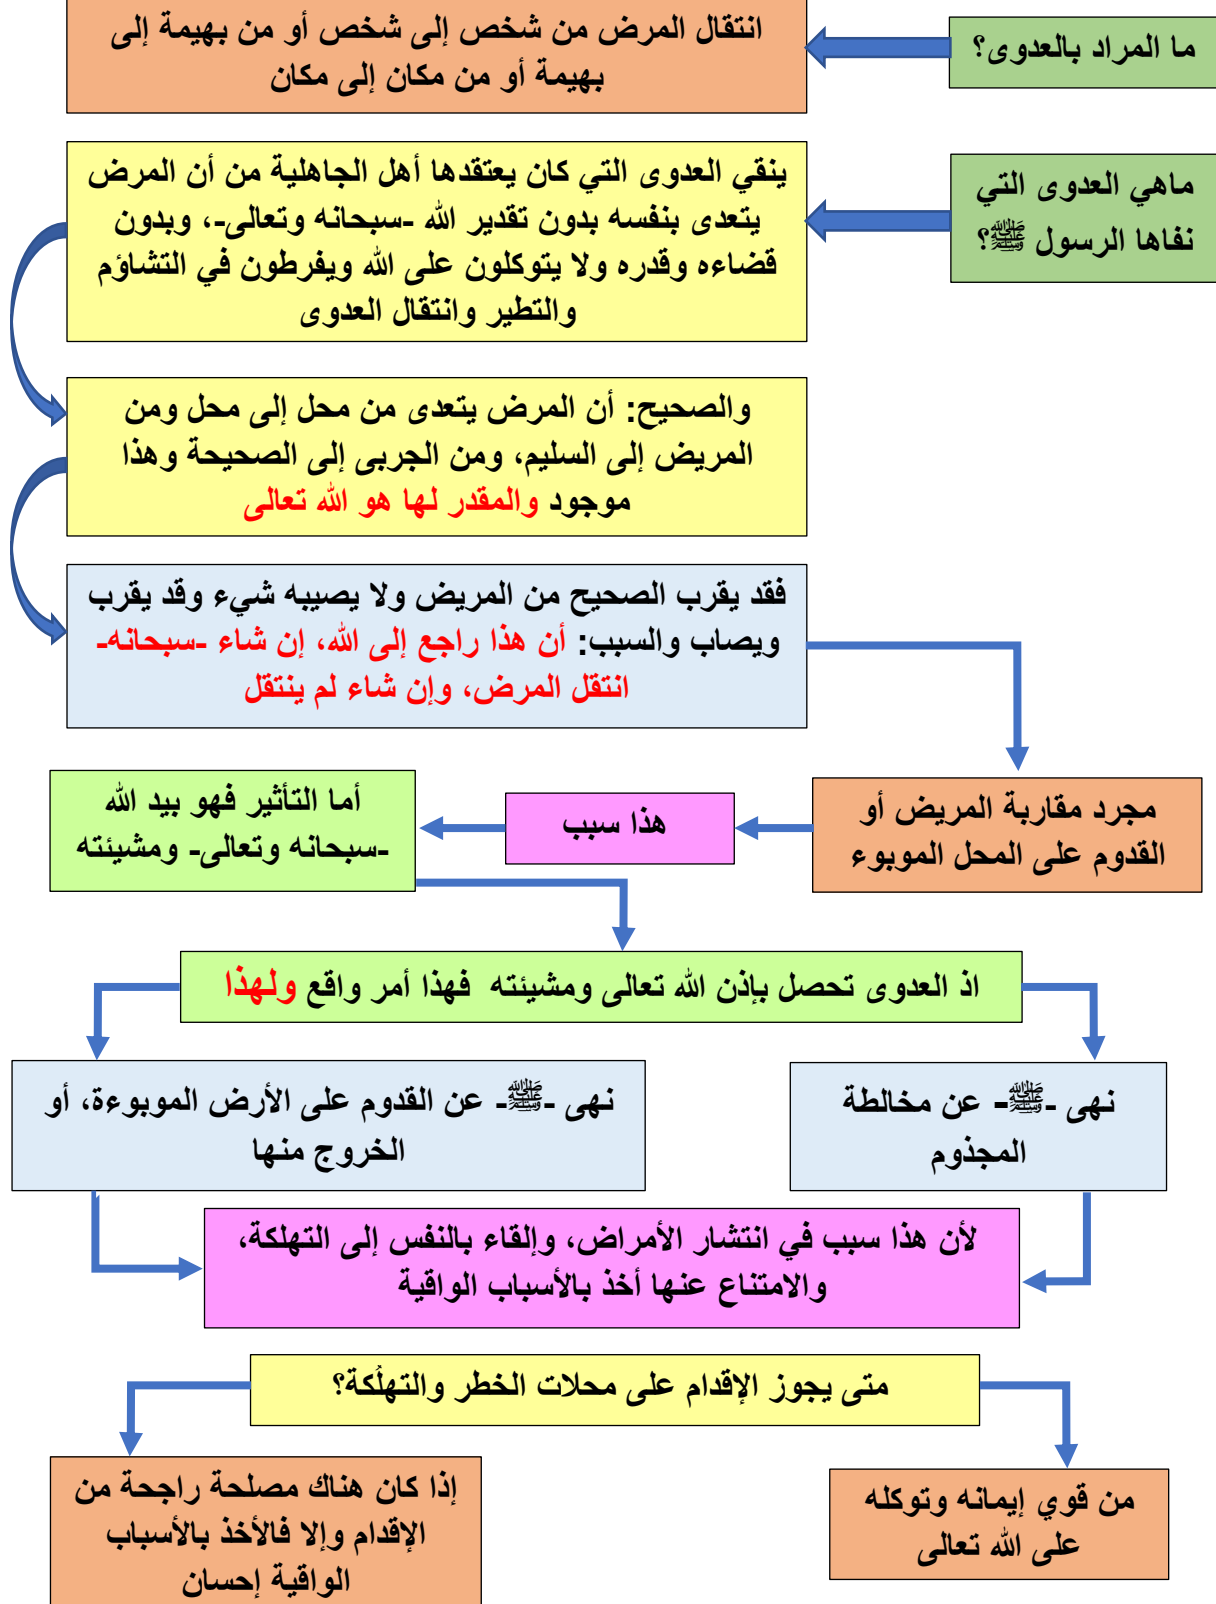 ما المراد بالعدوى؟
انتقال المرض من شخص إلى شخص أو من بهيمة إلى
بهيمة أو من مكان إلى مكان
ماهي العدوى التي
نفاها الرسول ﷺ؟
ينقي العدوى التي كان يعتقدها أهل الجاهلية من أن المرض
يتعدى بنفسه بدون تقدير الله -سبحانه وتعالى-، وبدون
قضاءه وقدره ولا يتوكلون على الله ويفرطون في التشاؤم
والتطير وانتقال العدوى
والصحيح: أن المرض يتعدى من محل إلى محل ومن
المريض إلى السليم، ومن الجربى إلى الصحيحة وهذا
موجود والمقدر لها هو الله تعالى
فقد يقرب الصحيح من المريض ولا يصيبه شيء وقد يقرب
ويصاب والسبب: أن هذا راجع إلى الله، إن شاء -سبحانه-
انتقل المرض، وإن شاء لم ينتقل
مجرد مقاربة المريض أو
القدوم على المحل الموبوء
هذا سبب
أما التأثير فهو بيد الله
-سبحانه وتعالى- ومشيئته
اذ العدوى تحصل بإذن الله تعالى ومشيئته فهذا أمر واقع ولهذا
نهى -ﷺ- عن مخالطة
المجذوم
نهى -ﷺ- عن القدوم على الأرض الموبوءة، أو
الخروج منها
لأن هذا سبب في انتشار الأمراض، وإلقاء بالنفس إلى التهلكة،
والامتناع عنها أخذ بالأسباب الواقية
متى يجوز الإقدام على محلات الخطر والتهلُكة؟
من قوي إيمانه وتوكله
على الله تعالى
إذا كان هناك مصلحة راجحة من
الإقدام وإلا فالأخذ بالأسباب
الواقية إحسان